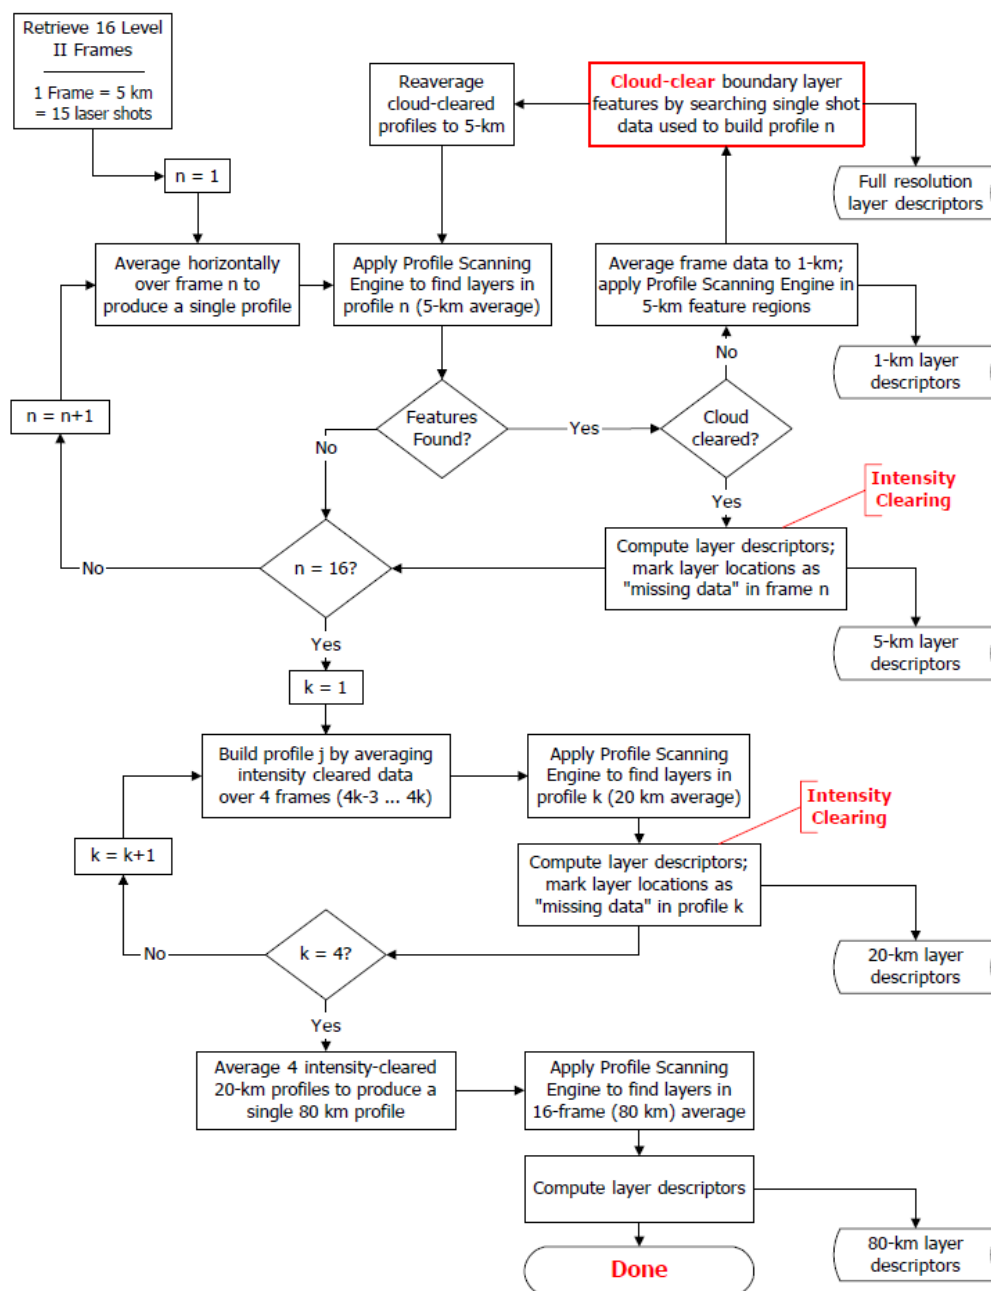 Retrieve 16 Level
II Frames
1 Frame = 5 km
= 15 laser shots
n = 1
Reaverage
cloud-cleared
profiles to 5-km
Cloud-clear boundary layer
features by searching single shot
data used to build profile n
Full resolution
layer descriptors
Average horizontally
over frame n to
produce a single profile
Apply Profile Scanning
Engine to find layers in
profile n (5-km average)
Average frame data to 1-km;
apply Profile Scanning Engine in
5-km feature regions
1-km layer
descriptors
n = n+1
Features
Found?
Yes
No
Cloud
cleared?
No
Yes
Intensity
Clearing
Compute layer descriptors;
mark layer locations as
"missing data" in frame n
5-km layer
descriptors
n = 16?
No
Yes
k = 1
Build profile j by averaging
intensity cleared data
over 4 frames (4k-3 ... 4k)
Apply Profile Scanning
Engine to find layers in
profile k (20 km average)
Intensity
Clearing
k = k+1
Compute layer descriptors;
mark layer locations as
"missing data" in profile k
20-km layer
descriptors
k = 4?
No
Yes
Average 4 intensity-cleared
20-km profiles to produce a
single 80 km profile
Apply Profile Scanning
Engine to find layers in
16-frame (80 km) average
Compute layer descriptors
80-km layer
descriptors
Done